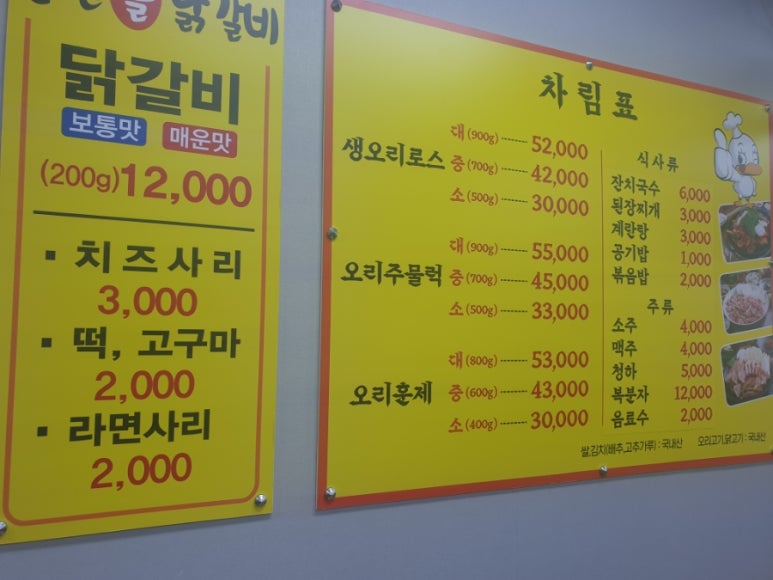 불닭갈비
닭갈비
보통맛 매운맛
(200g)12,000
· 치즈사리
3,000
· 떡, 고구마
2,000
· 라면사리
2,000
차림표
생오리로스
대(900g) 52,000
중(700g) 42,000
소(500g) 30,000
오리주물럭
대(900g) 55,000
중(700g) 45,000
소(500g) 33,000
오리훈제
대(800g) 53,000
중(600g) 43,000
소(400g) 30,000
식사류
잔치국수 6,000
된장찌개 3,000
계란탕 3,000
공기밥 1,000
볶음밥 2,000
주류
소주 4,000
맥주 4,000
청하 5,000
복분자 12,000
음료수 2,000
쌀,김치(배추,고추가루) : 국내산 오리고기,닭고기 : 국내산